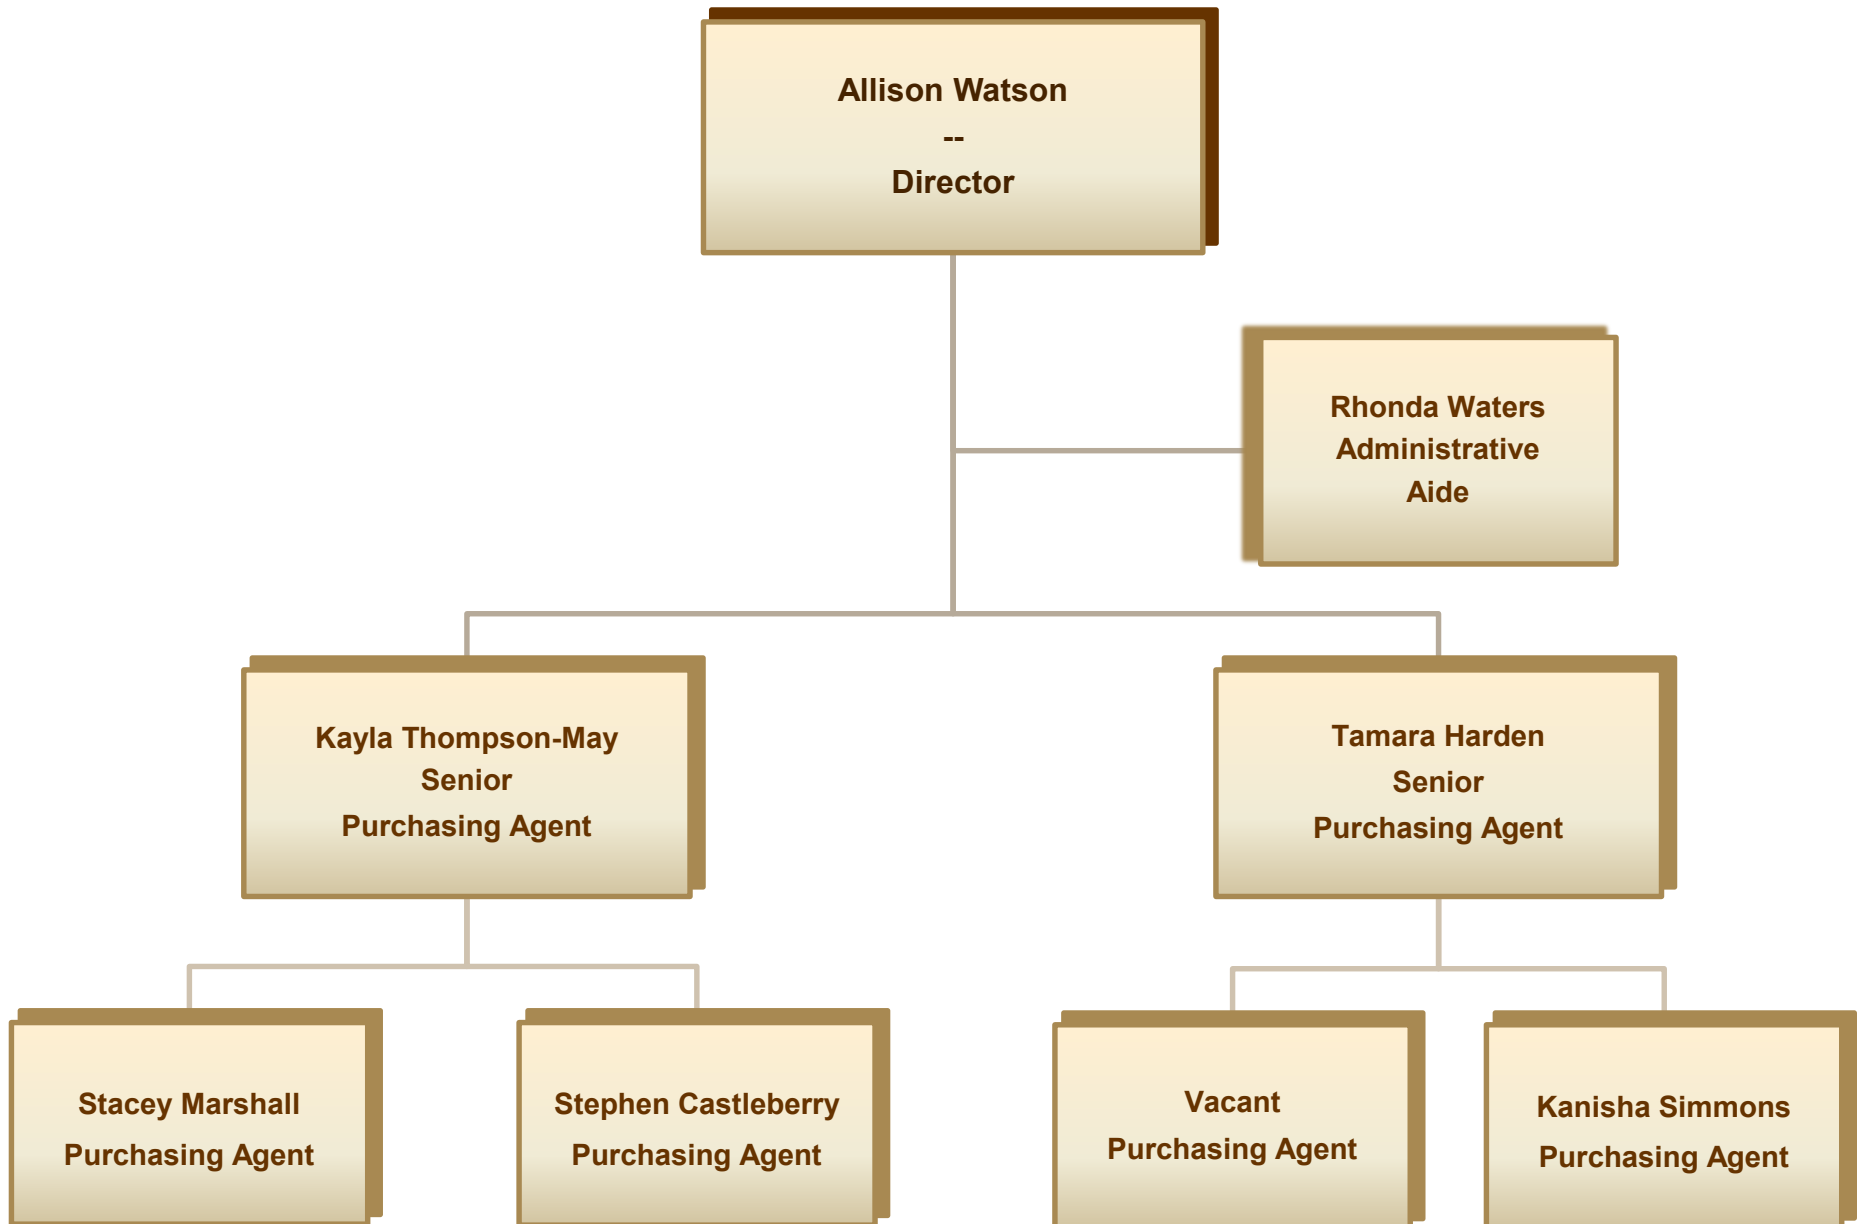 Allison Watson
--
Director
Rhonda Waters
Administrative
Aide
Kayla Thompson-May
Senior
Purchasing Agent
Tamara Harden
Senior
Purchasing Agent
Stacey Marshall
Purchasing Agent
Stephen Castleberry
Purchasing Agent
Vacant
Purchasing Agent
Kanisha Simmons
Purchasing Agent